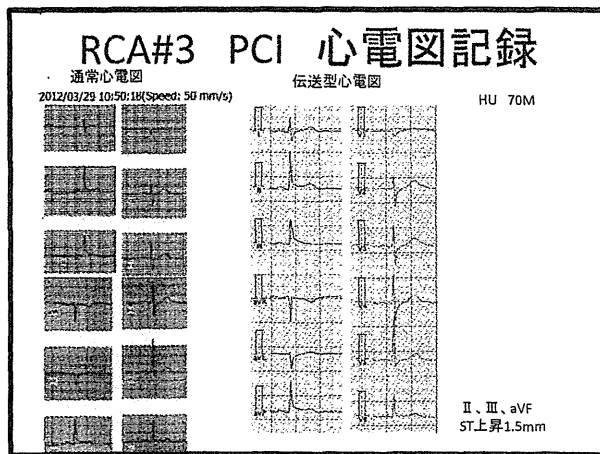 RCA#3 PCI 心電図記録
通常心電図
伝送型心電図
2012/03/29 10:50:18(Speed: 50 mm/s)
HU 70M
Ⅱ、Ⅲ、aVF
ST上昇1.5mm